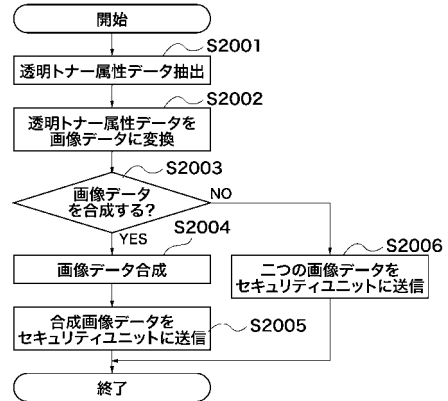 開始
S2001
透明トナー属性データ抽出
S2002
透明トナー属性データを
画像データに変換
S2003
画像データ
を合成する?
NO
YES
S2004
画像データ合成
S2006
二つの画像データを
セキュリティユニットに送信
合成画像データを
セキュリティユニットに送信
S2005
終了